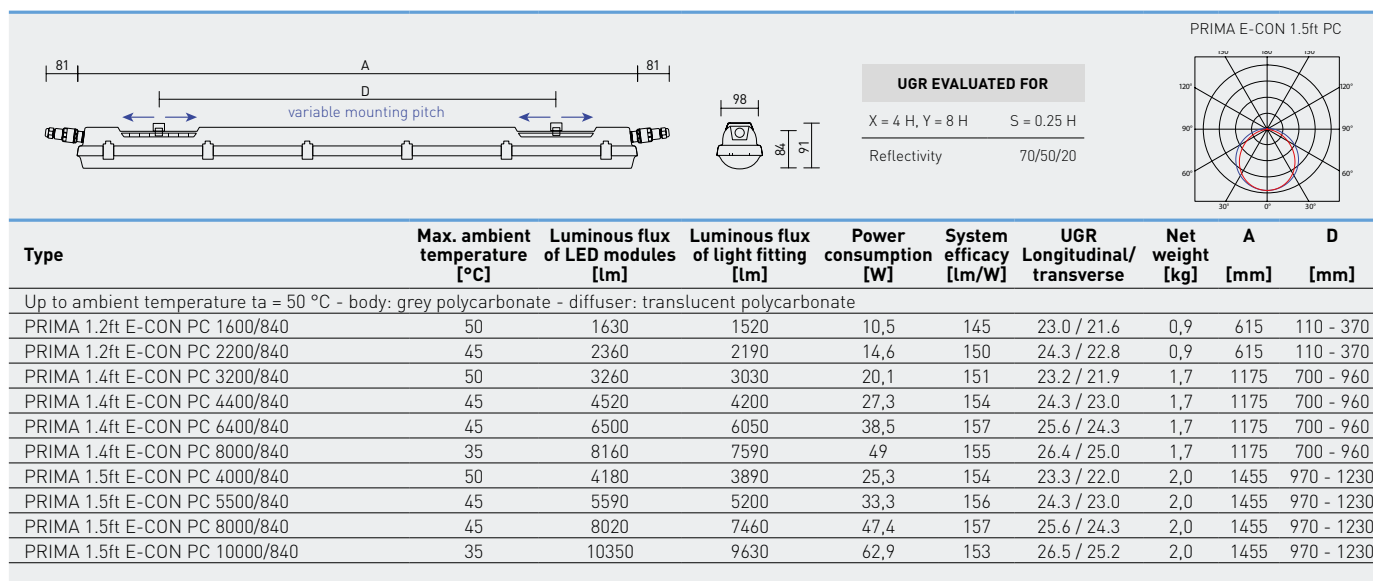 PRIMA E-CON 1.5ft PC
81 A 81
D
variable mounting pitch
98
84
91
UGR EVALUATED FOR
X = 4 H, Y = 8 H S = 0.25 H
Reflectivity 70/50/20
150 180 150
120° 120°
90° 90°
60° 60°
30° 0° 30°
Type Max. ambient temperature [°C] Luminous flux of LED modules [lm] Luminous flux of light fitting [lm] Power consumption [W] System efficacy [lm/W] UGR Longitudinal/ transverse Net weight [kg] A [mm] D [mm]
Up to ambient temperature ta = 50 °C - body: grey polycarbonate - diffuser: translucent polycarbonate
PRIMA 1.2ft E-CON PC 1600/840 50 1630 1520 10,5 145 23.0 / 21.6 0,9 615 110 - 370
PRIMA 1.2ft E-CON PC 2200/840 45 2360 2190 14,6 150 24.3 / 22.8 0,9 615 110 - 370
PRIMA 1.4ft E-CON PC 3200/840 50 3260 3030 20,1 151 23.2 / 21.9 1,7 1175 700 - 960
PRIMA 1.4ft E-CON PC 4400/840 45 4520 4200 27,3 154 24.3 / 23.0 1,7 1175 700 - 960
PRIMA 1.4ft E-CON PC 6400/840 45 6500 6050 38,5 157 25.6 / 24.3 1,7 1175 700 - 960
PRIMA 1.4ft E-CON PC 8000/840 35 8160 7590 49 155 26.4 / 25.0 1,7 1175 700 - 960
PRIMA 1.5ft E-CON PC 4000/840 50 4180 3890 25,3 154 23.3 / 22.0 2,0 1455 970 - 1230
PRIMA 1.5ft E-CON PC 5500/840 45 5590 5200 33,3 156 24.3 / 23.0 2,0 1455 970 - 1230
PRIMA 1.5ft E-CON PC 8000/840 45 8020 7460 47,4 157 25.6 / 24.3 2,0 1455 970 - 1230
PRIMA 1.5ft E-CON PC 10000/840 35 10350 9630 62,9 153 26.5 / 25.2 2,0 1455 970 - 1230